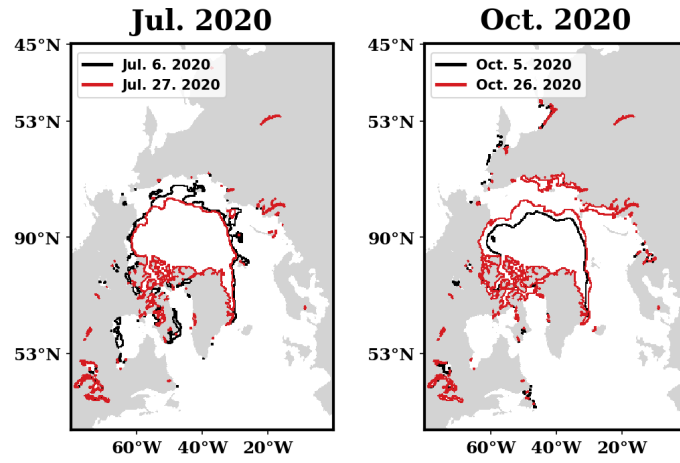 Jul. 2020
Oct. 2020
45°N
Jul. 6. 2020
Jul. 27. 2020
53°N
90°N
53°N
60°W 40°W 20°W
45°N
Oct. 5. 2020
Oct. 26. 2020
53°N
90°N
53°N
60°W 40°W 20°W